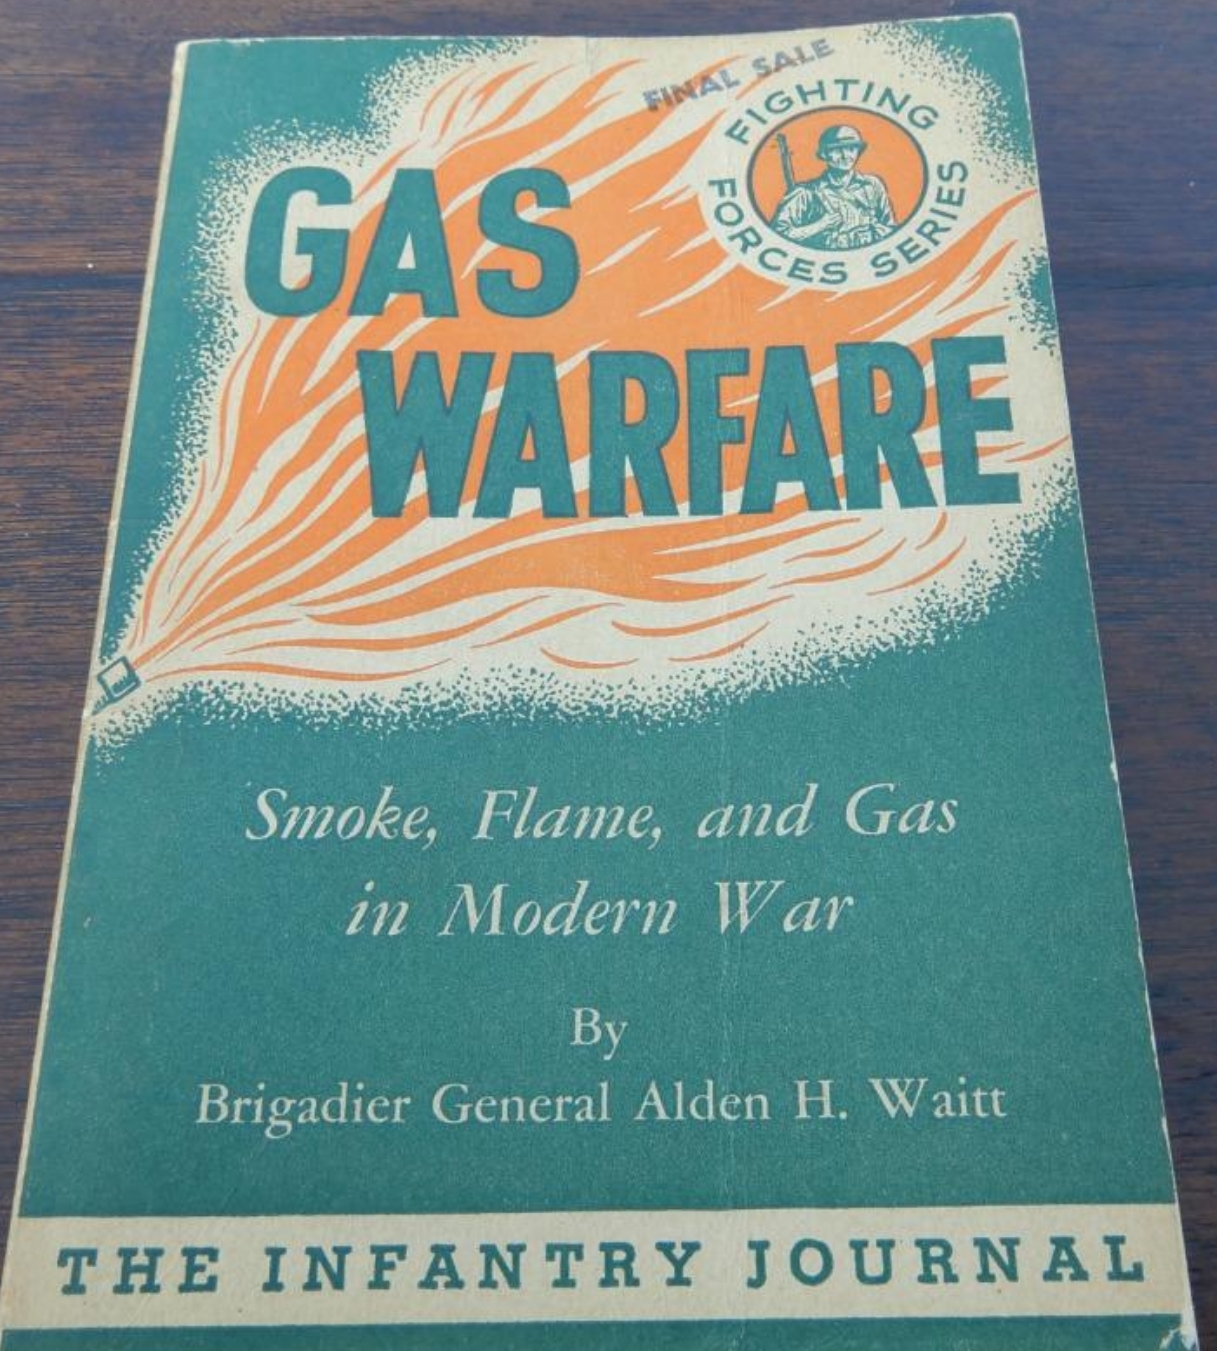 FINAL SALE
FIGHTING
FORCES SERIES
GAS
WARFARE
Smoke, Flame, and Gas
in Modern War
By
Brigadier General Alden H. Waitt
THE INFANTRY JOURNAL